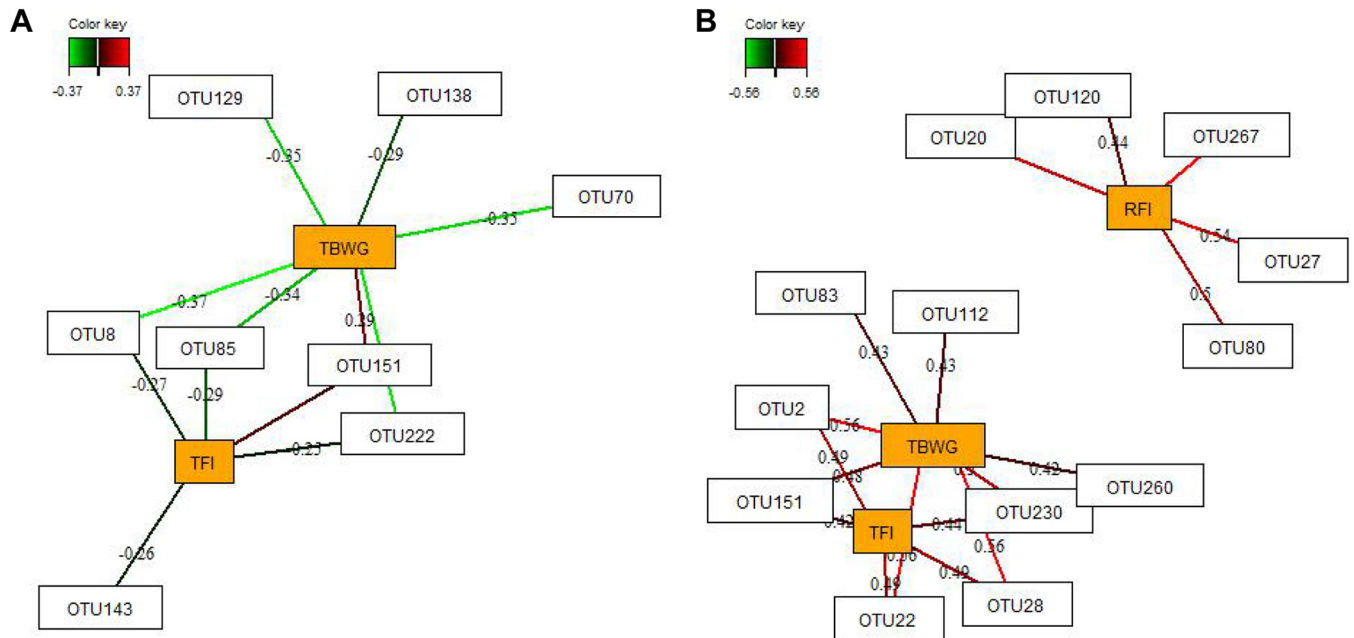 A
Color key
-0.37 0.37
OTU129
OTU138
-0.35
-0.29
OTU70
-0.35
TBWG
-0.37
-0.34
OTU8
OTU85
0.29
OTU151
-0.27
-0.29
OTU222
-0.25
TFI
-0.26
OTU143
B
Color key
-0.56 0.56
OTU120
OTU20
0.44
OTU267
RFI
0.54
OTU27
0.5
OTU80
OTU83
OTU112
0.43
0.43
OTU2
0.56
TBWG
0.49
0.48
0.42
OTU260
OTU151
OTU230
0.42
TFI
0.44
0.56
0.56
0.49
0.49
OTU28
OTU22